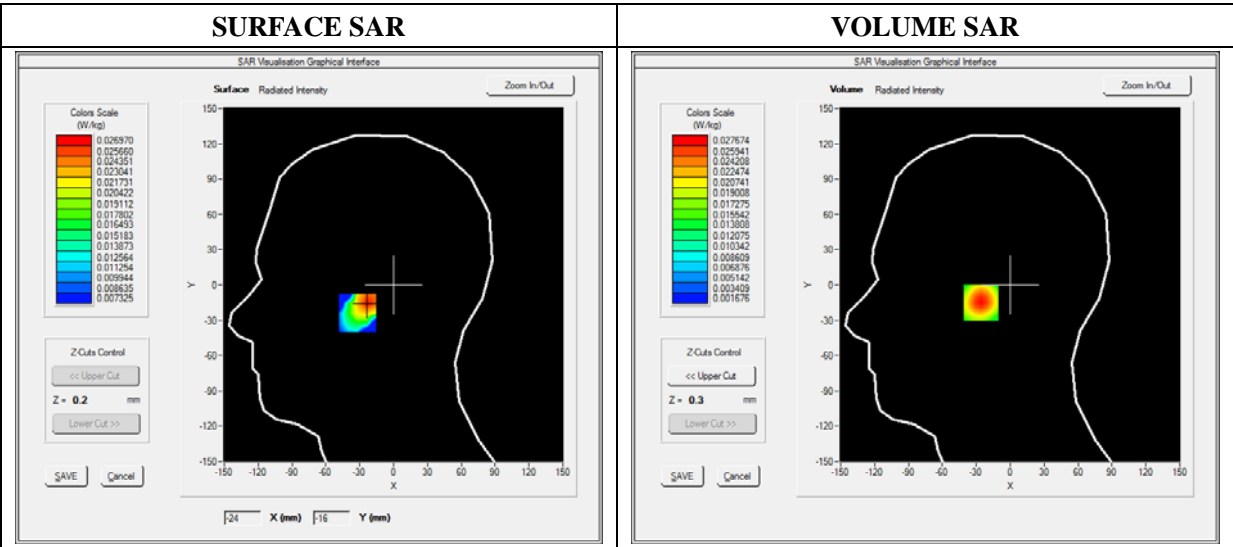 SURFACE SAR
VOLUME SAR
SAR Visualisation Graphical Interface
Surface Radiated Intensity
Zoom In/Out
Colors Scale
(W/kg)
0.026970
0.025660
0.024351
0.023041
0.021731
0.020422
0.019112
0.017802
0.016493
0.015183
0.013873
0.012564
0.011254
0.009944
0.008635
0.007325
150
120
90
60
30
0
-30
-60
-90
-120
-150
Y
-150 -120 -90 -60 -30 0 30 60 90 120 150
X
Z-Cuts Control
<< Upper Cut
Z = 0.2 mm
Lower Cut >>
SAVE Cancel
-24 X (mm) -16 Y (mm)
SAR Visualisation Graphical Interface
Volume Radiated Intensity
Zoom In/Out
Colors Scale
(W/kg)
0.027674
0.025941
0.024208
0.022474
0.020741
0.019008
0.017275
0.015542
0.013808
0.012075
0.010342
0.008609
0.006876
0.005142
0.003409
0.001676
150
120
90
60
30
0
-30
-60
-90
-120
-150
Y
-150 -120 -90 -60 -30 0 30 60 90 120 150
X
Z-Cuts Control
<< Upper Cut
Z = 0.3 mm
Lower Cut >>
SAVE Cancel